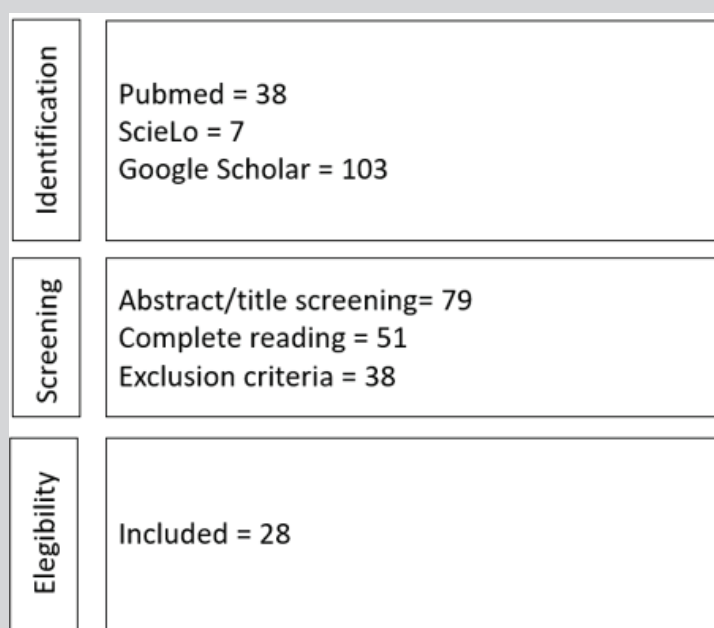 Identification
Pubmed = 38
ScieLo = 7
Google Scholar = 103
Screening
Abstract/title screening= 79
Complete reading = 51
Exclusion criteria = 38
Elegibility
Included = 28